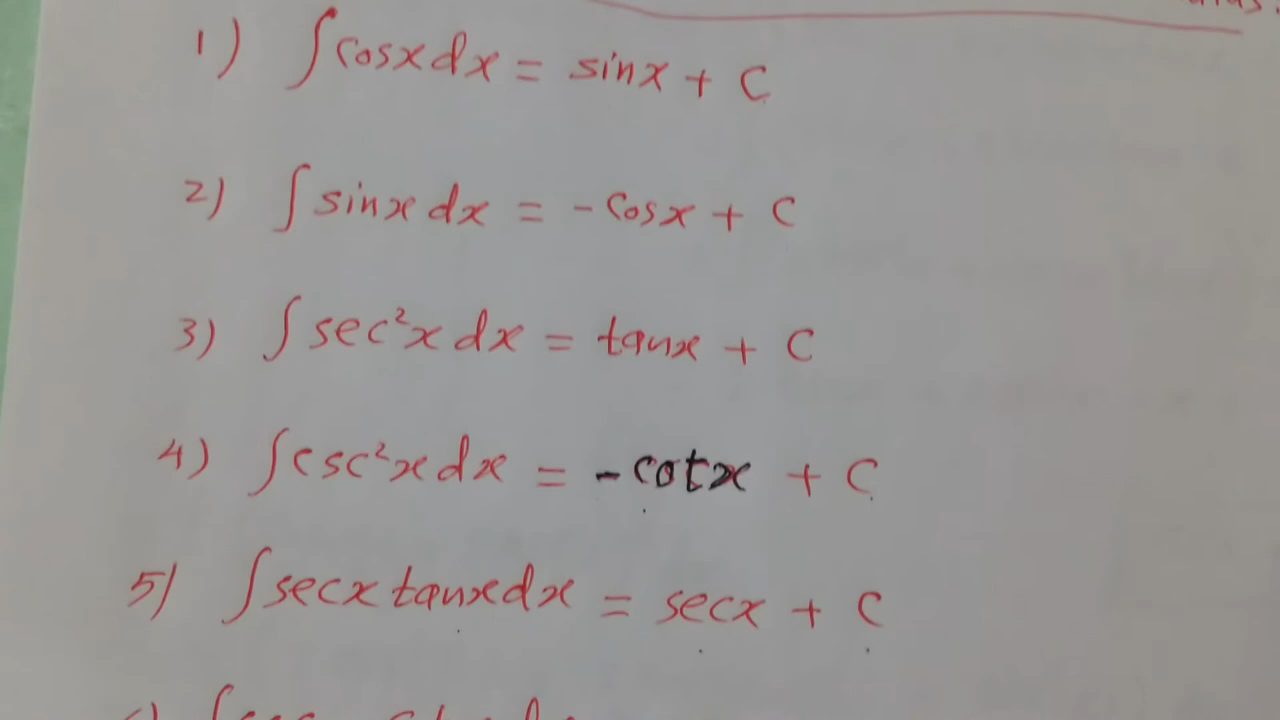 1) ∫cosx dx = sinx + C
2) ∫sinx dx = -cosx + C
3) ∫sec²x dx = tanx + C
4) ∫csc²x dx = -cotx + C
5) ∫secx tanx dx = secx + C